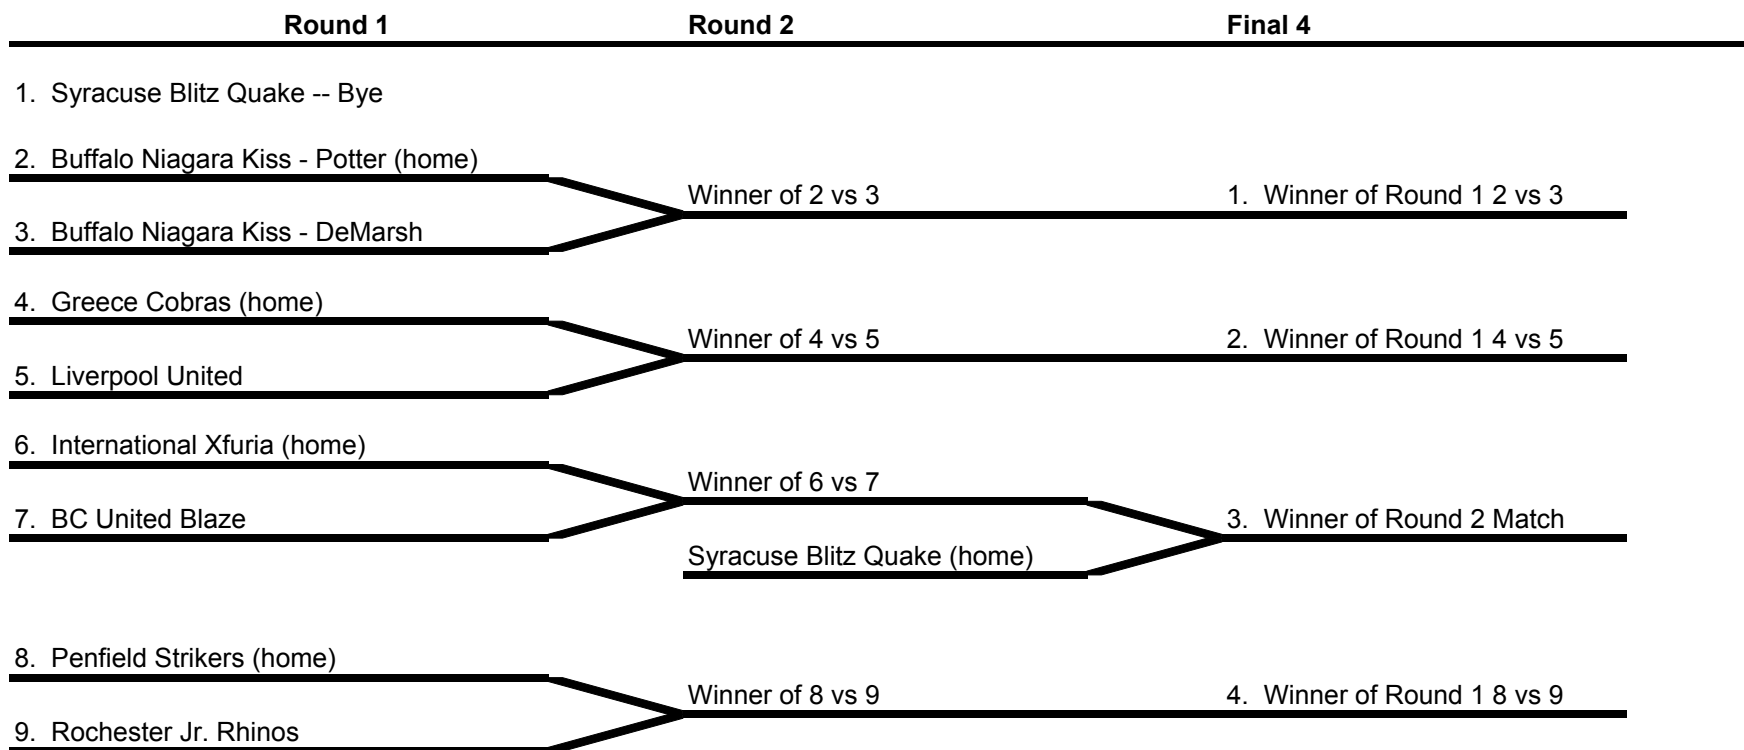 Round 1 Round 2 Final 4
1. Syracuse Blitz Quake -- Bye
2. Buffalo Niagara Kiss - Potter (home)
Winner of 2 vs 3 1. Winner of Round 1 2 vs 3
3. Buffalo Niagara Kiss - DeMarsh
4. Greece Cobras (home)
Winner of 4 vs 5 2. Winner of Round 1 4 vs 5
5. Liverpool United
6. International Xfuria (home)
Winner of 6 vs 7
7. BC United Blaze 3. Winner of Round 2 Match
Syracuse Blitz Quake (home)
8. Penfield Strikers (home)
Winner of 8 vs 9 4. Winner of Round 1 8 vs 9
9. Rochester Jr. Rhinos